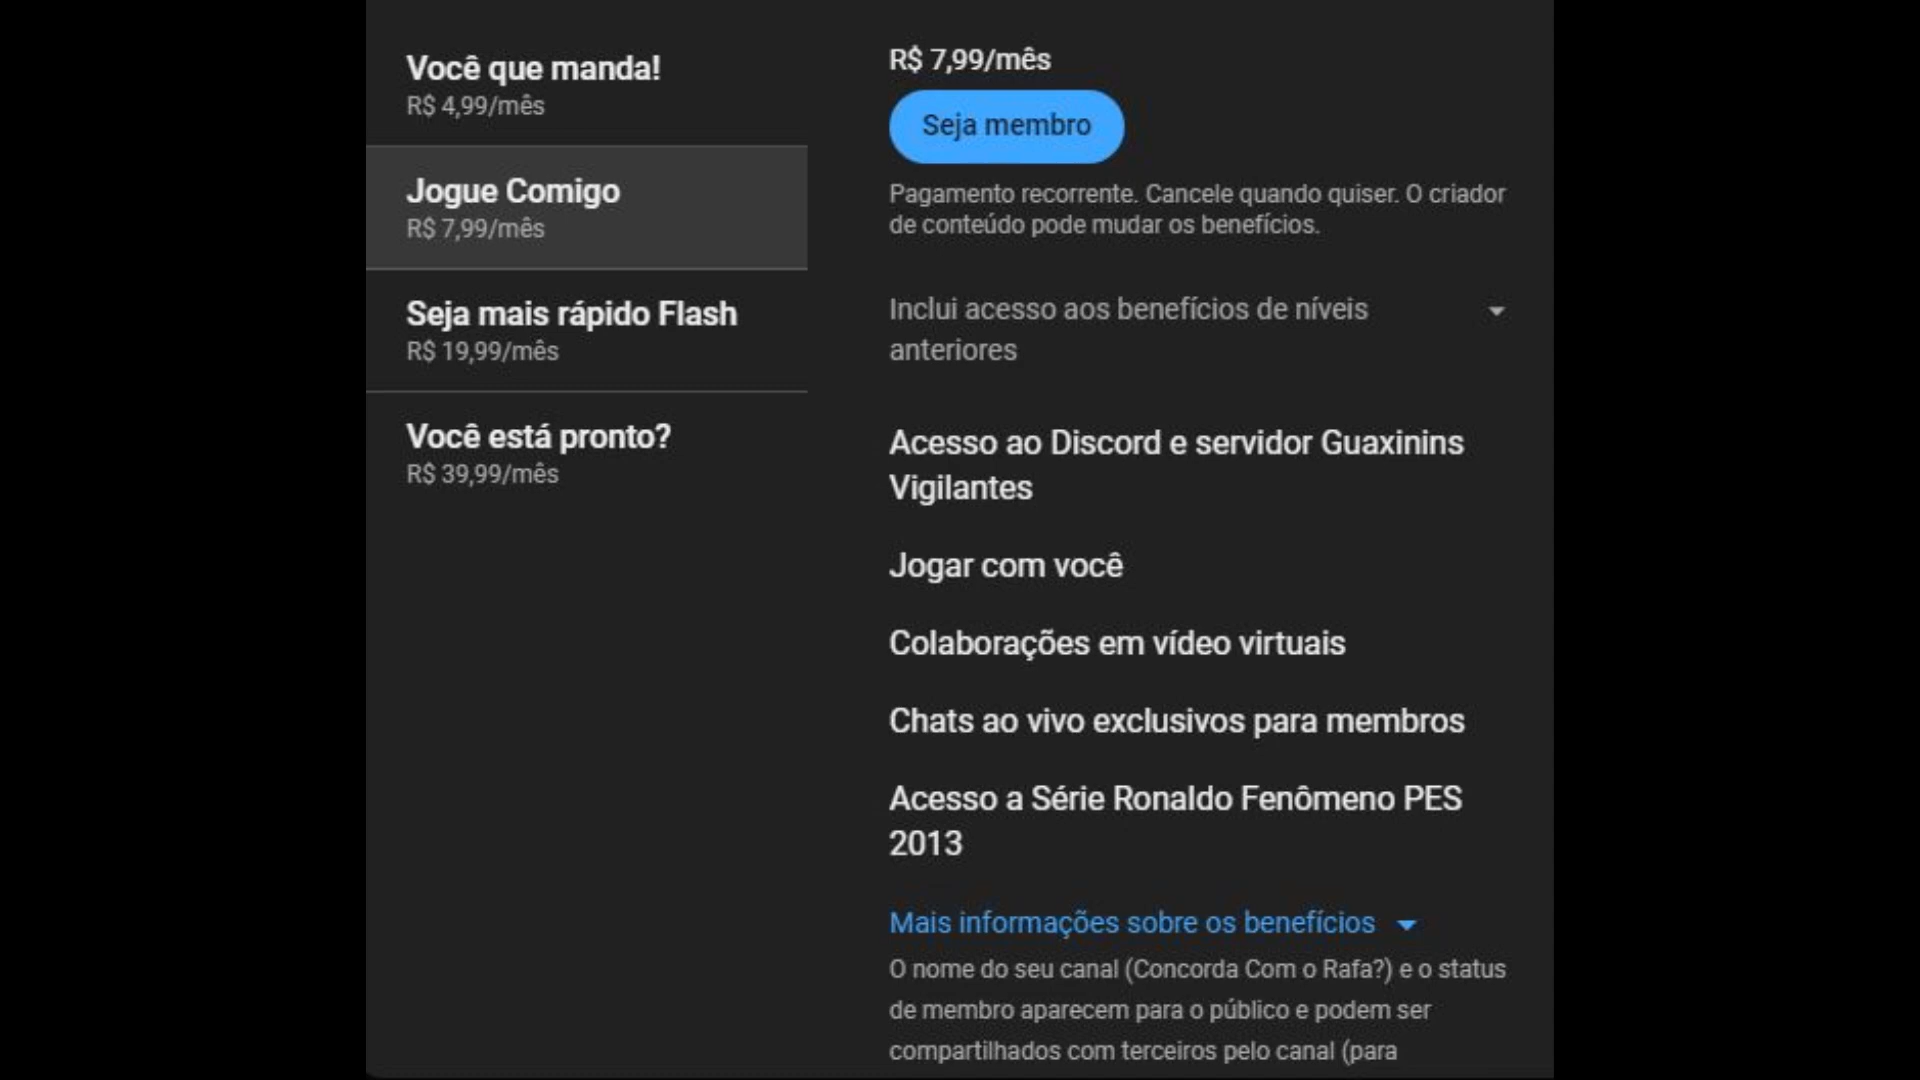 Você que manda!
R$ 4,99/mês
Jogue Comigo
R$ 7,99/mês
Seja mais rápido Flash
R$ 19,99/mês
Você está pronto?
R$ 39,99/mês
R$ 7,99/mês
Seja membro
Pagamento recorrente. Cancele quando quiser. O criador
de conteúdo pode mudar os benefícios.
Inclui acesso aos benefícios de níveis
anteriores
Acesso ao Discord e servidor Guaxinins
Vigilantes
Jogar com você
Colaborações em vídeo virtuais
Chats ao vivo exclusivos para membros
Acesso a Série Ronaldo Fenômeno PES
2013
Mais informações sobre os benefícios
O nome do seu canal (Concorda Com o Rafa?) e o status
de membro aparecem para o público e podem ser
compartilhados com terceiros pelo canal (para